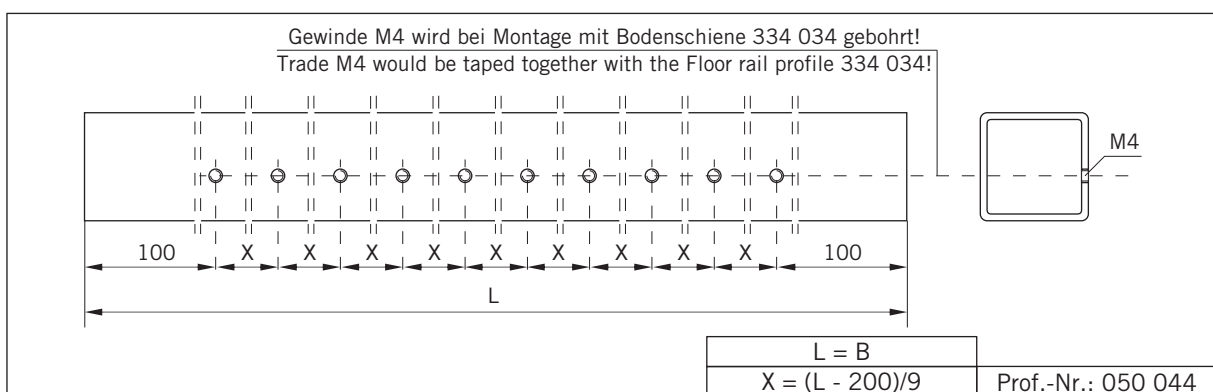 Gewinde M4 wird bei Montage mit Bodenschiene 334 034 gebohrt!
Trade M4 would be taped together with the Floor rail profile 334 034!
M4
100 X X X X X X X X X 100
L
L = B
X = (L - 200)/9 Prof.-Nr.: 050 044